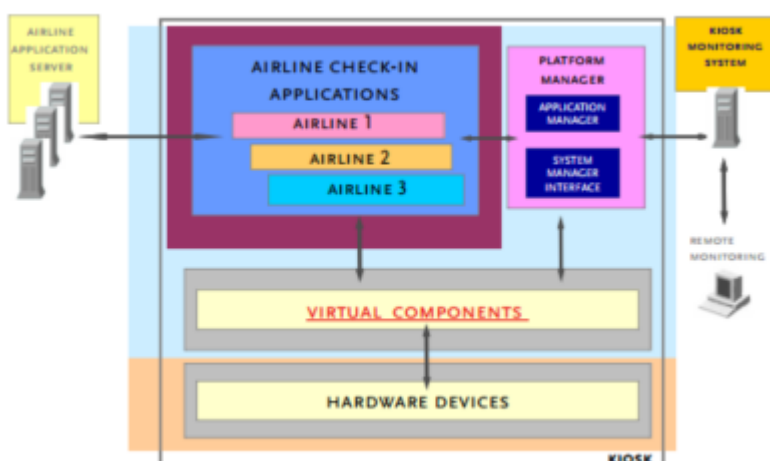 AIRLINE
APPLICATION
SERVER
AIRLINE CHECK-IN
APPLICATIONS
AIRLINE 1
AIRLINE 2
AIRLINE 3
PLATFORM
MANAGER
APPLICATION
MANAGER
SYSTEM
MANAGER
INTERFACE
KIOSK
MONITORING
SYSTEM
REMOTE
MONITORING
VIRTUAL COMPONENTS
HARDWARE DEVICES
KIOSK